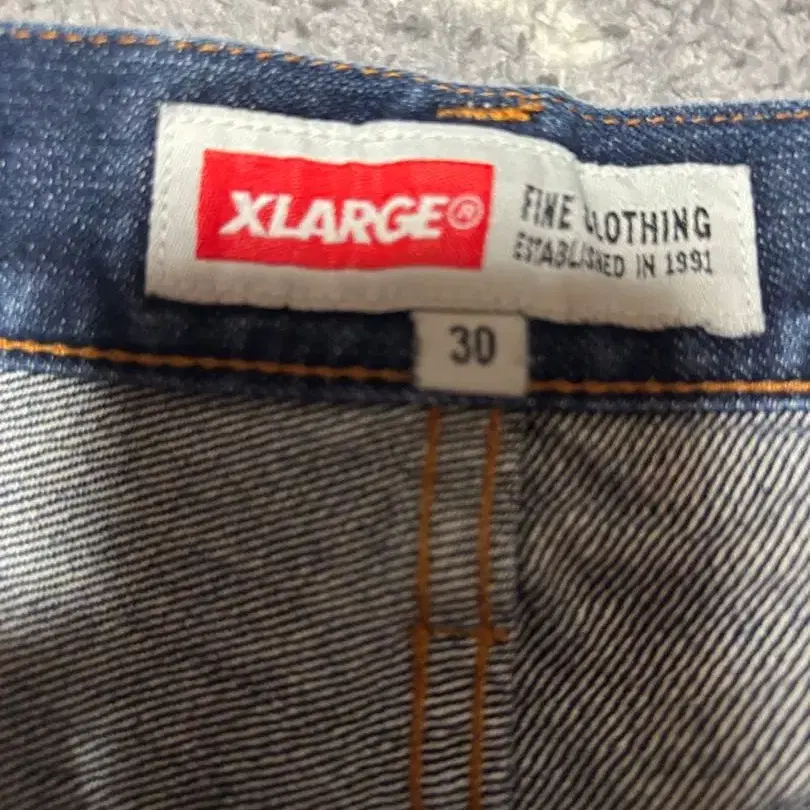 XLARGE®
FINE CLOTHING
ESTABLISHED IN 1991
30